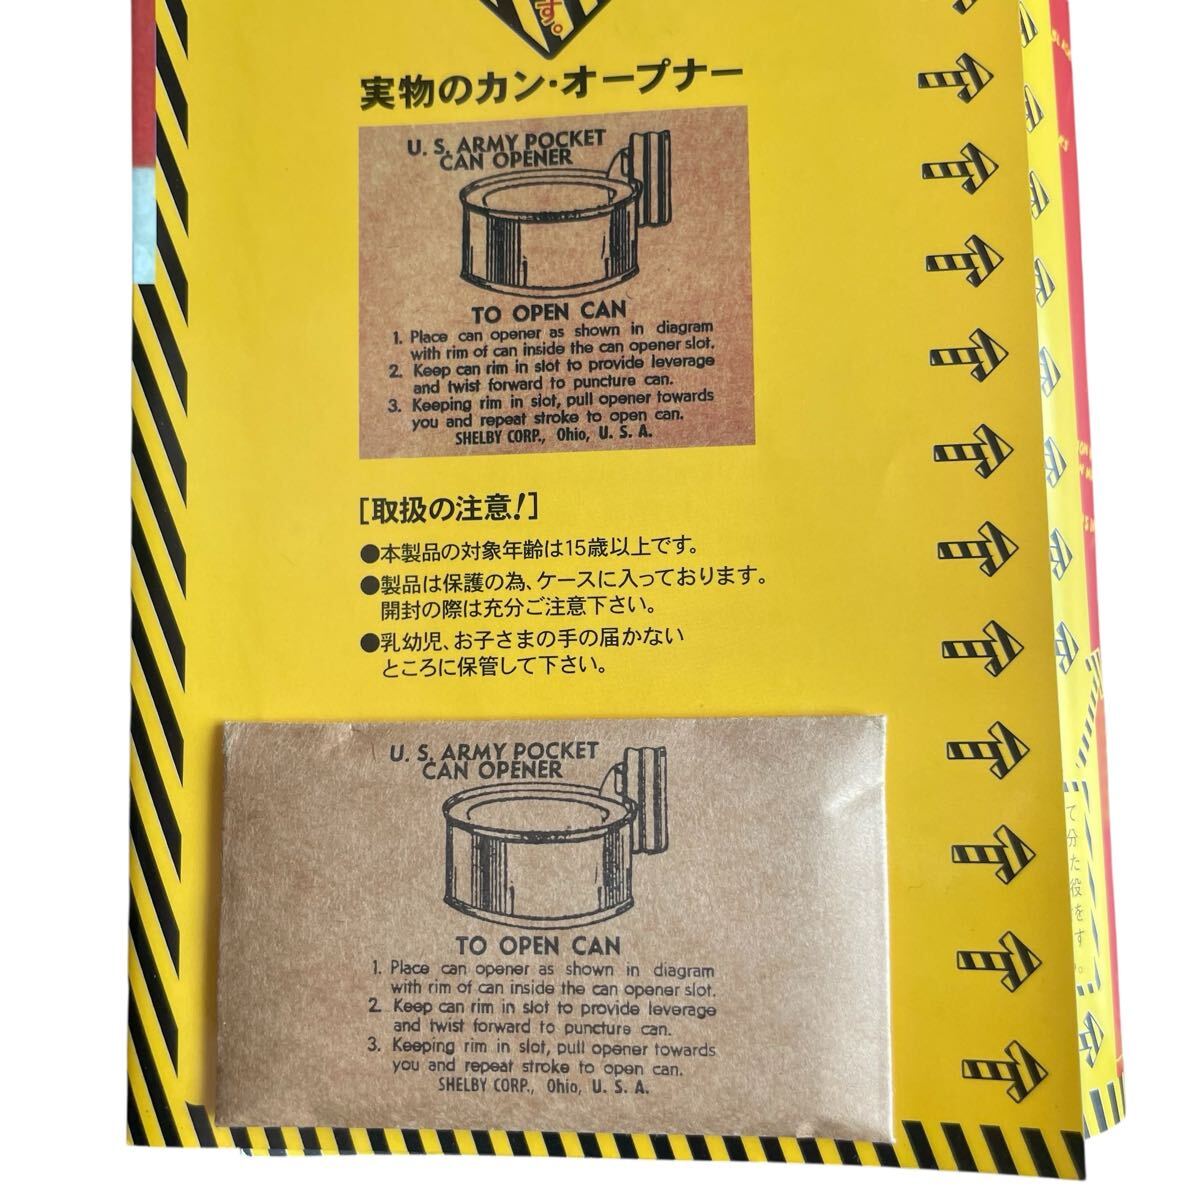 す。
実物のカン・オープナー
U. S. ARMY POCKET
CAN OPENER
TO OPEN CAN
1. Place can opener as shown in diagram
with rim of can inside the can opener slot.
2. Keep can rim in slot to provide leverage
and twist forward to puncture can.
3. Keeping rim in slot, pull opener towards
you and repeat stroke to open can.
SHELBY CORP., Ohio, U. S. A.
[取扱の注意!]
●本製品の対象年齢は15歳以上です。
●製品は保護の為、ケースに入っております。
開封の際は充分ご注意下さい。
●乳幼児、お子さまの手の届かない
ところに保管して下さい。
U. S. ARMY POCKET
CAN OPENER
TO OPEN CAN
1. Place can opener as shown in diagram
with rim of can inside the can opener slot.
2. Keep can rim in slot to provide leverage
and twist forward to puncture can.
3. Keeping rim in slot, pull opener towards
you and repeat stroke to open can.
SHELBY CORP., Ohio, U. S. A.